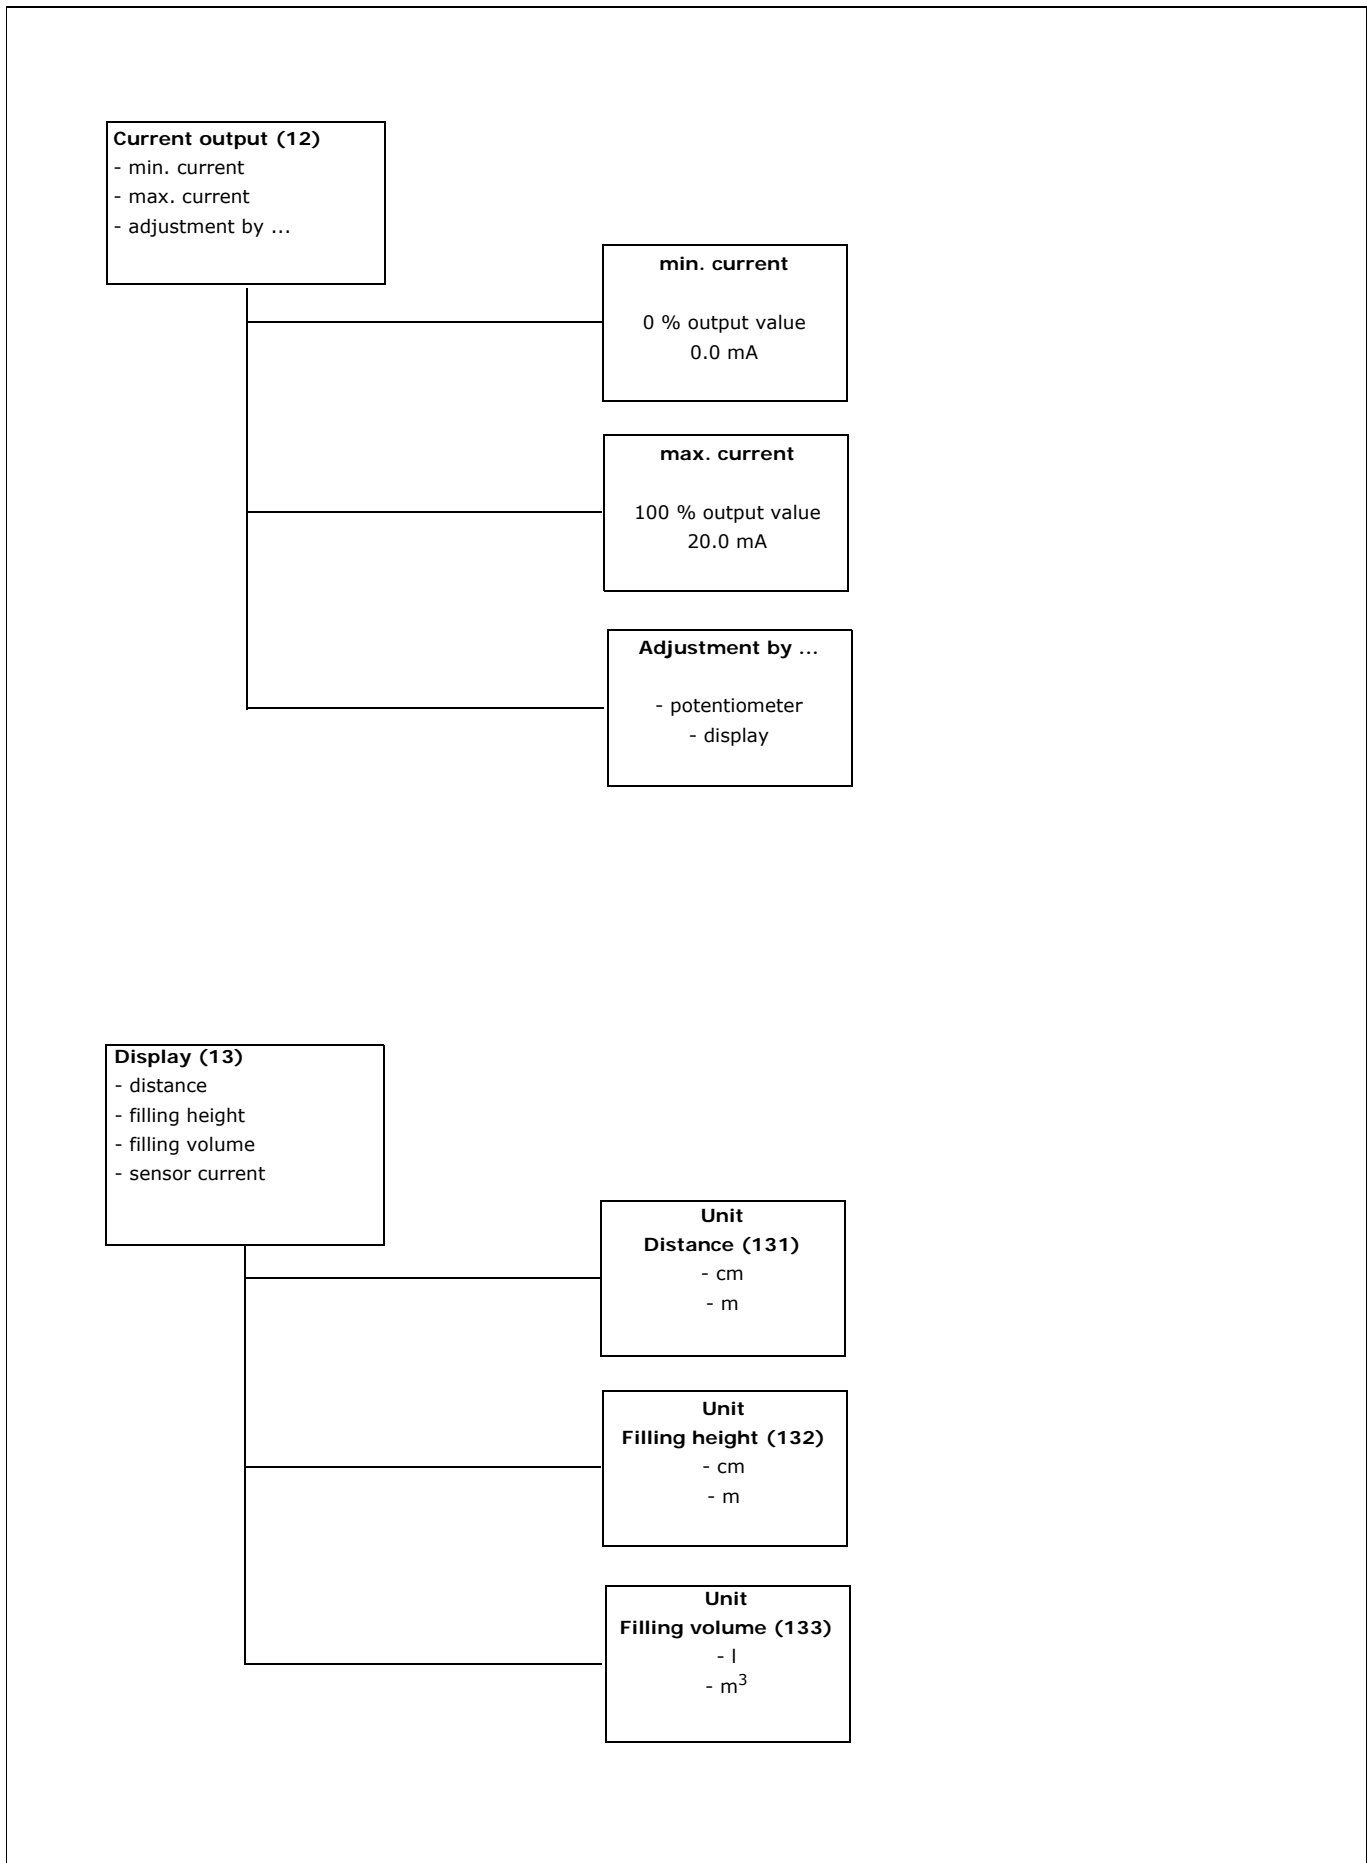 Current output (12)
- min. current
- max. current
- adjustment by ...
min. current
0 % output value
0.0 mA
max. current
100 % output value
20.0 mA
Adjustment by ...
- potentiometer
- display
Display (13)
- distance
- filling height
- filling volume
- sensor current
Unit
Distance (131)
- cm
- m
Unit
Filling height (132)
- cm
- m
Unit
Filling volume (133)
- l
- m³